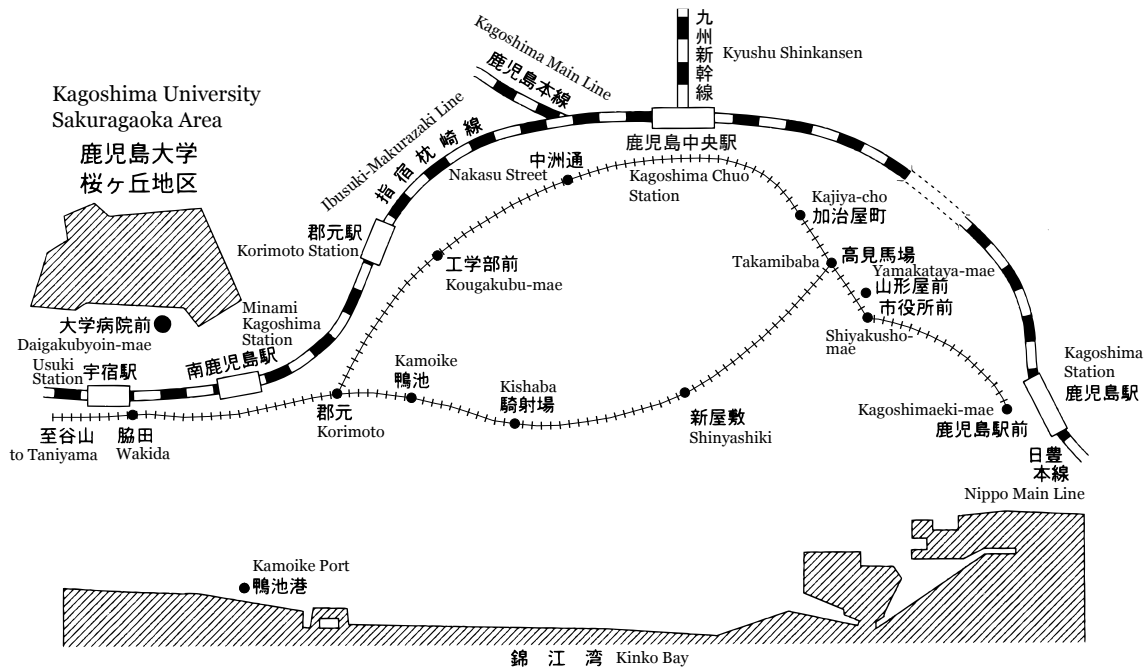 九州新幹線
Kyushu Shinkansen
Kagoshima Main Line
鹿児島本線
Kagoshima University
Sakuragaoka Area
鹿児島大学
桜ヶ丘地区
Ibusuki-Makurazaki Line
指宿枕崎線
中洲通
Nakasu Street
鹿児島中央駅
Kagoshima Chuo
Station
Kajiya-cho
加治屋町
郡元駅
Korimoto Station
工学部前
Kougakubu-mae
Takamibaba
高見馬場
Yamakataya-mae
山形屋前
市役所前
Shiyakusho-
mae
大学病院前
Daigakubyoin-mae
Minami
Kagoshima
Station
南鹿児島駅
Usuki
Station
宇宿駅
Kamoike
鴨池
Kishaba
騎射場
Kagoshima
Station
鹿児島駅
Kagoshimaeki-mae
鹿児島駅前
至谷山
to Taniyama
脇田
Wakida
郡元
Korimoto
新屋敷
Shinyashiki
日豊
本線
Nippo Main Line
Kamoike Port
鴨池港
錦江湾 Kinko Bay